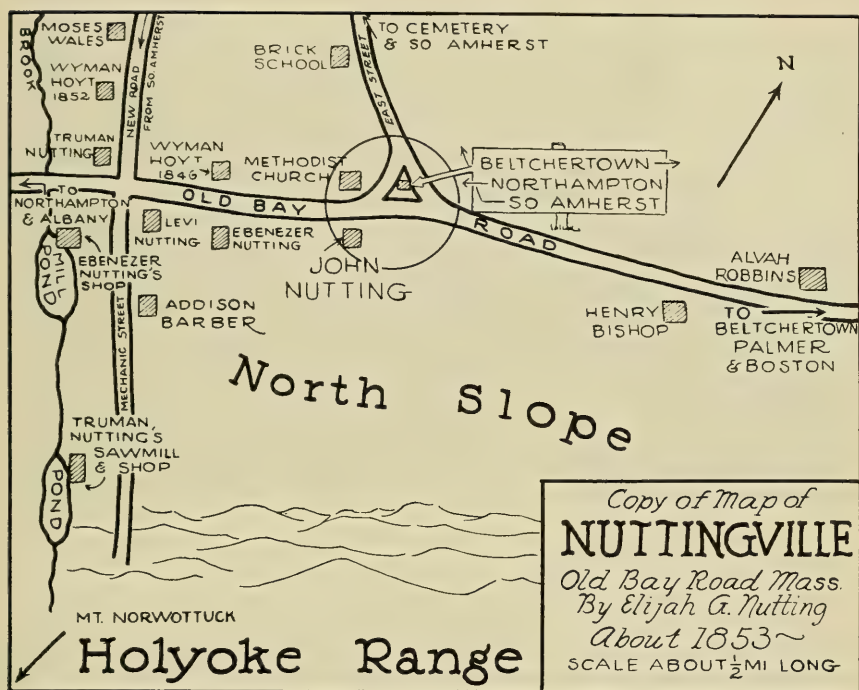 BROOK
MOSES
WALES
WYMAN
HOYT
1852
TRUMAN
NUTTING
NEW ROAD
FROM SO. AMHERST
BRICK
SCHOOL
EAST STREET
TO CEMETERY
& SO AMHERST
N
WYMAN
HOYT
1846
METHODIST
CHURCH
BELTCHERTOWN
NORTHAMPTON
SO AMHERST
OLD BAY
ROAD
TO
NORTHAMPTON
& ALBANY
LEVI
NUTTING
EBENEZER
NUTTING
JOHN
NUTTING
EBENEZER
NUTTING'S
SHOP
MILL
POND
ADDISON
BARBER
MECHANIC STREET
ALVAH
ROBBINS
HENRY
BISHOP
TO
BELTCHERTOWN
PALMER
& BOSTON
North Slope
TRUMAN,
NUTTING'S
SAWMILL
& SHOP
POND
MT. NORWOTTUCK
Holyoke Range
Copy of Map of
NUTTINGVILLE
Old Bay Road Mass.
By Elijah G. Nutting
About 1853~
SCALE ABOUT ½ MI LONG